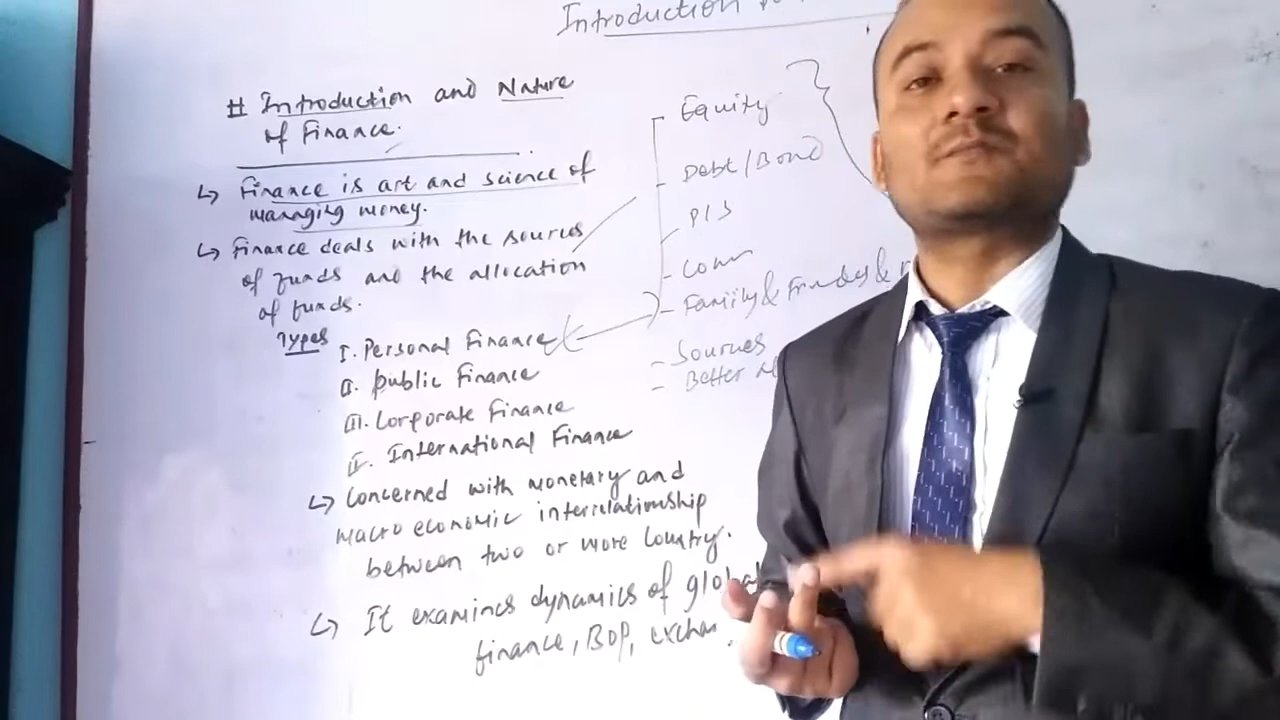 Introduction
# Introduction and Nature
of Finance.
↳ Finance is art and science of
managing money.
↳ Finance deals with the sources
of funds and the allocation
of funds.
Types
I. Personal Finance
II. Public Finance
III. Corporate Finance
IV. International Finance
↳ Concerned with monetary and
macro economic interrelationship
between two or more country.
↳ It examines dynamics of global
finance, BOP, exchan
Equity
Debt/Bond
P/S
- Family &
- Sources
- Better